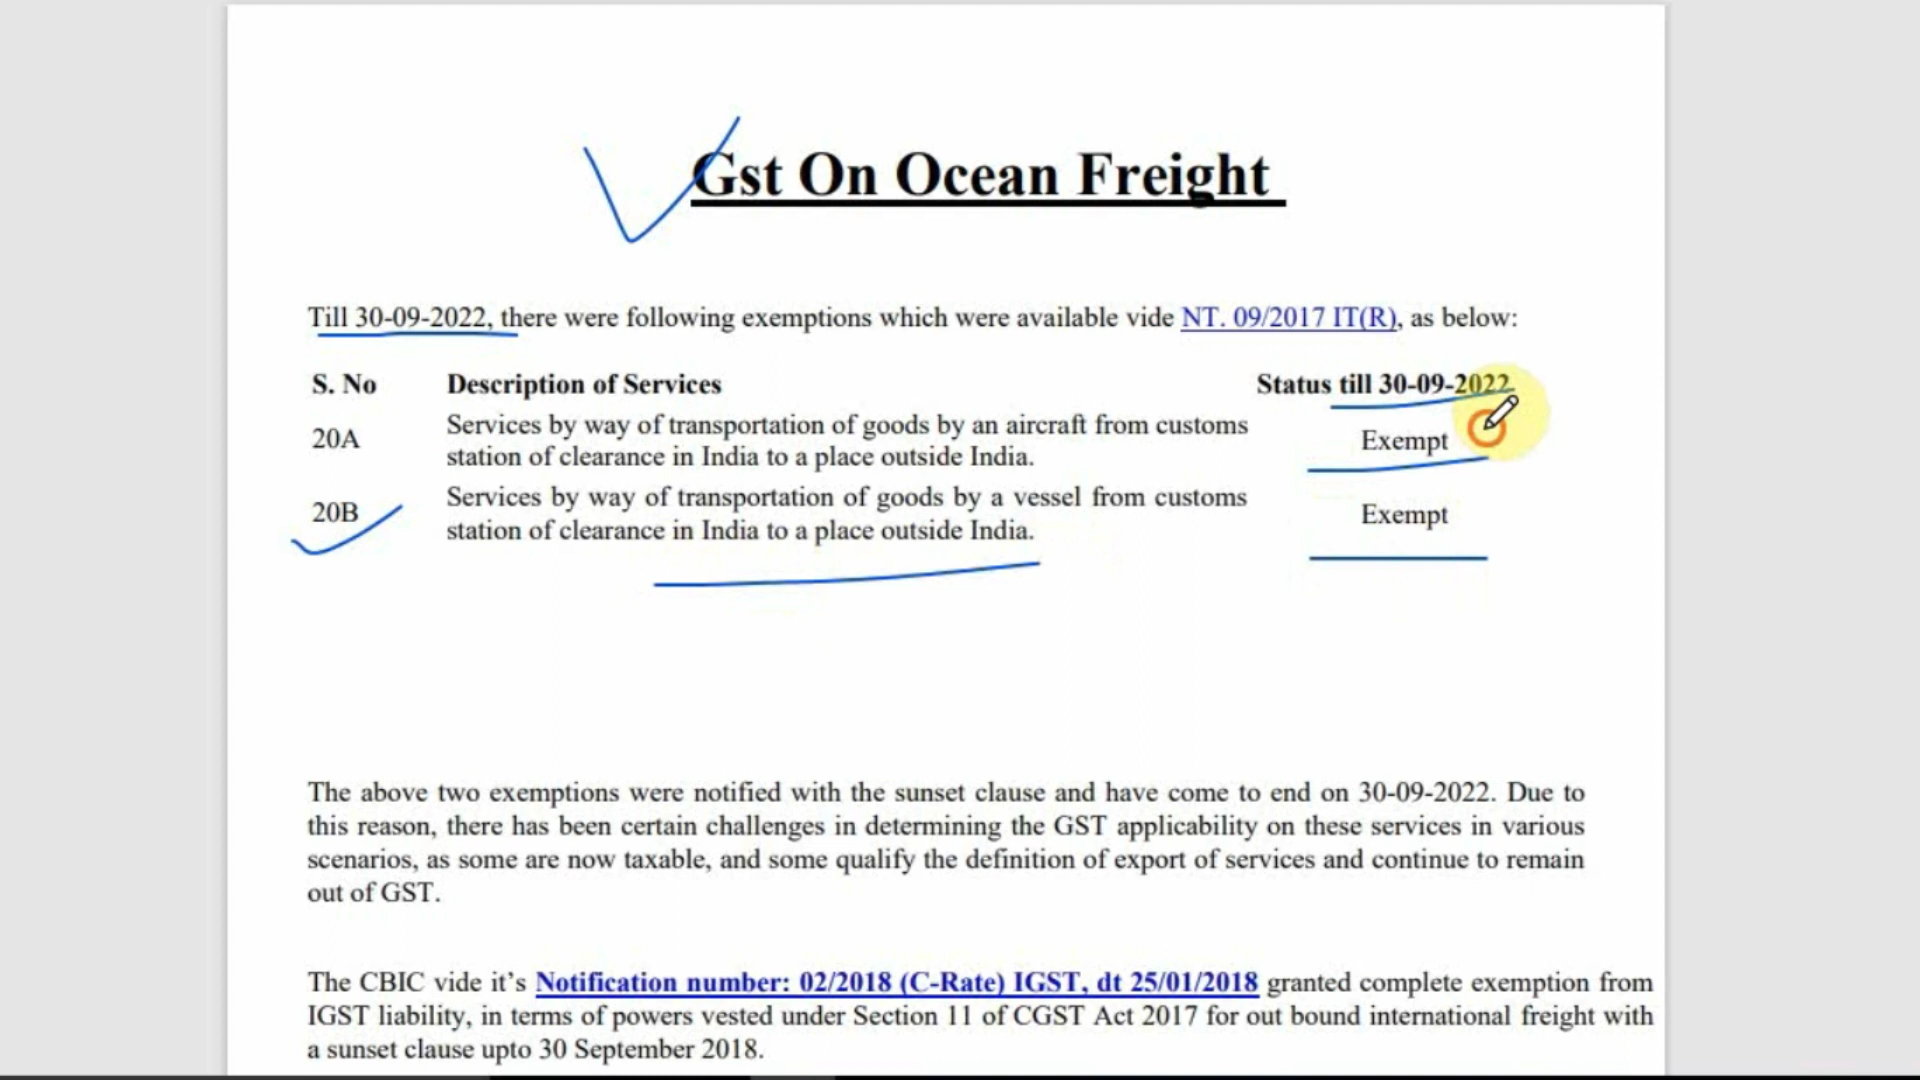 Gst On Ocean Freight
Till 30-09-2022, there were following exemptions which were available vide NT. 09/2017 IT(R), as below:
S. No Description of Services Status till 30-09-2022
20A Services by way of transportation of goods by an aircraft from customs station of clearance in India to a place outside India. Exempt
20B Services by way of transportation of goods by a vessel from customs station of clearance in India to a place outside India. Exempt
The above two exemptions were notified with the sunset clause and have come to end on 30-09-2022. Due to
this reason, there has been certain challenges in determining the GST applicability on these services in various
scenarios, as some are now taxable, and some qualify the definition of export of services and continue to remain
out of GST.
The CBIC vide it's Notification number: 02/2018 (C-Rate) IGST, dt 25/01/2018 granted complete exemption from
IGST liability, in terms of powers vested under Section 11 of CGST Act 2017 for out bound international freight with
a sunset clause upto 30 September 2018.